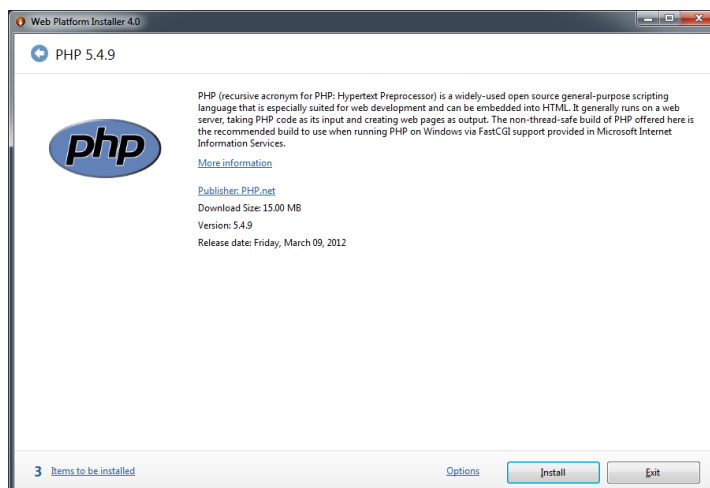 Web Platform Installer 4.0
PHP 5.4.9
php
PHP (recursive acronym for PHP: Hypertext Preprocessor) is a widely-used open source general-purpose scripting
language that is especially suited for web development and can be embedded into HTML. It generally runs on a web
server, taking PHP code as its input and creating web pages as output. The non-thread-safe build of PHP offered here is
the recommended build to use when running PHP on Windows via FastCGI support provided in Microsoft Internet
Information Services.
More information
Publisher: PHP.net
Download Size: 15.00 MB
Version: 5.4.9
Release date: Friday, March 09, 2012
3 Items to be installed
Options
Install
Exit